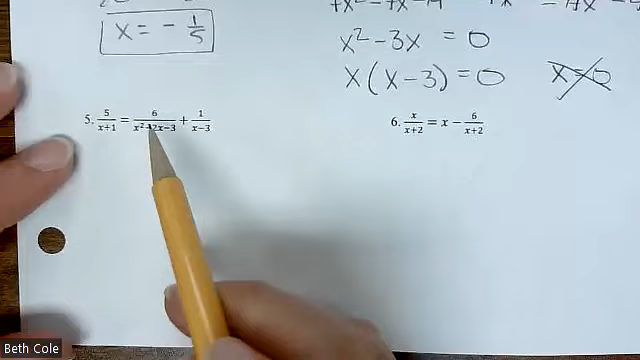 x = - 1/5
x² - 3x = 0
x(x-3) = 0
x=0
5. 5/(x+1) = 6/(x²-2x-3) + 1/(x-3)
6. x/(x+2) = x - 6/(x+2)
Beth Cole